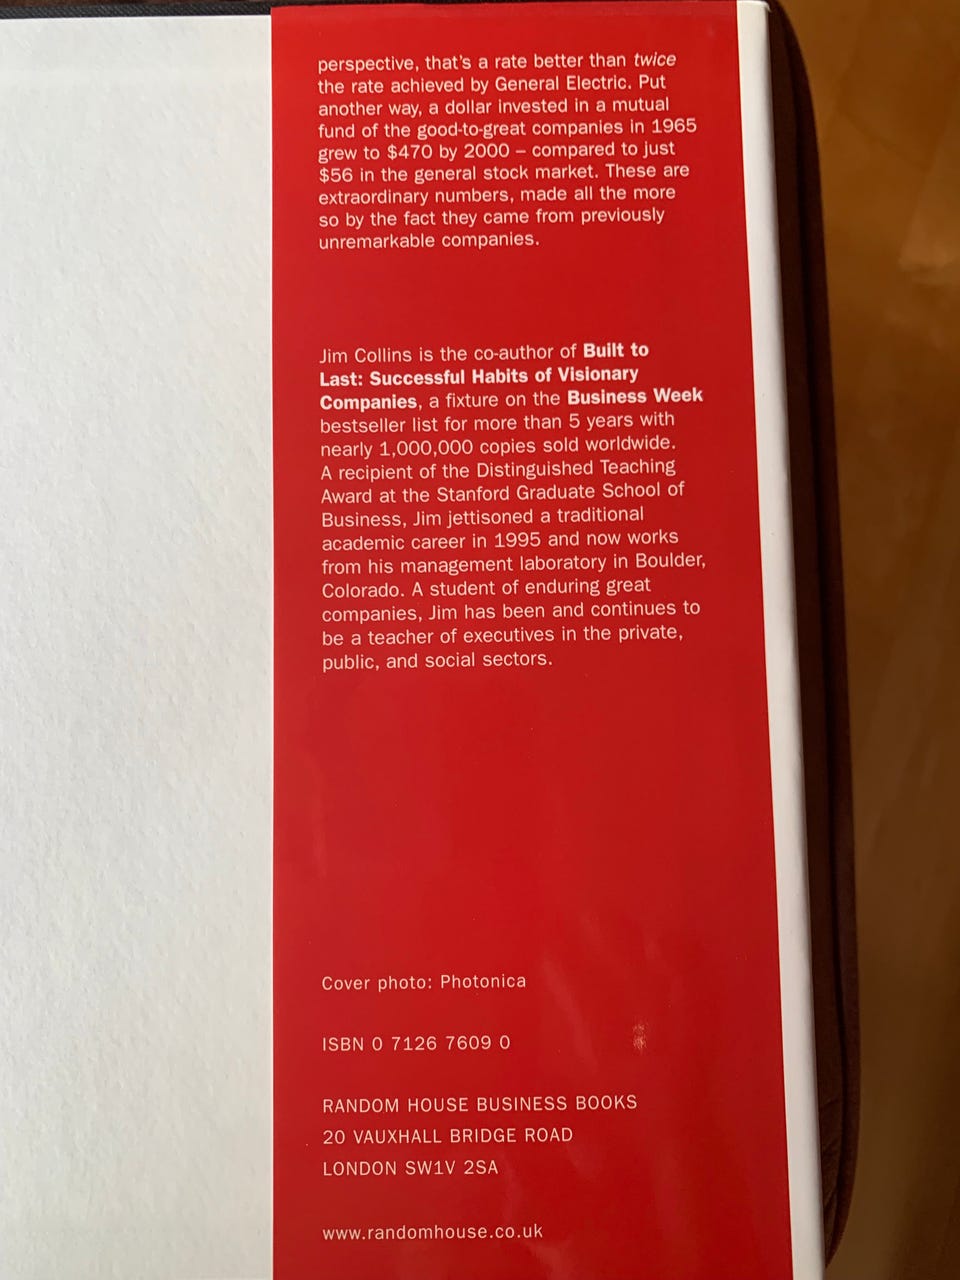 perspective, that's a rate better than twice
the rate achieved by General Electric. Put
another way, a dollar invested in a mutual
fund of the good-to-great companies in 1965
grew to $470 by 2000 – compared to just
$56 in the general stock market. These are
extraordinary numbers, made all the more
so by the fact they came from previously
unremarkable companies.
Jim Collins is the co-author of Built to
Last: Successful Habits of Visionary
Companies, a fixture on the Business Week
bestseller list for more than 5 years with
nearly 1,000,000 copies sold worldwide.
A recipient of the Distinguished Teaching
Award at the Stanford Graduate School of
Business, Jim jettisoned a traditional
academic career in 1995 and now works
from his management laboratory in Boulder,
Colorado. A student of enduring great
companies, Jim has been and continues to
be a teacher of executives in the private,
public, and social sectors.
Cover photo: Photonica
ISBN 0 7126 7609 0
RANDOM HOUSE BUSINESS BOOKS
20 VAUXHALL BRIDGE ROAD
LONDON SW1V 2SA
www.randomhouse.co.uk